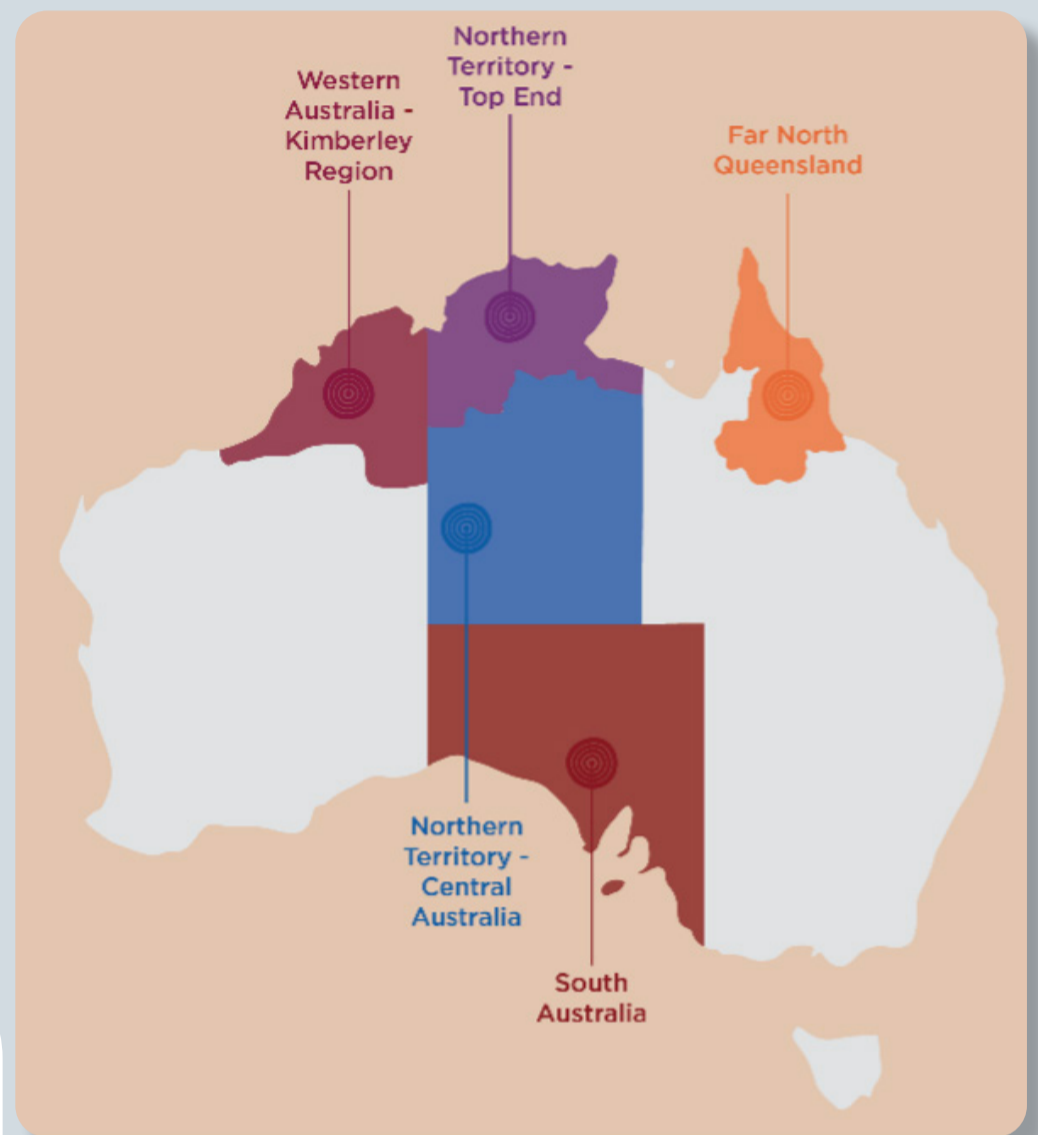 Northern
Territory -
Top End
Western
Australia -
Kimberley
Region
Far North
Queensland
Northern
Territory -
Central
Australia
South
Australia